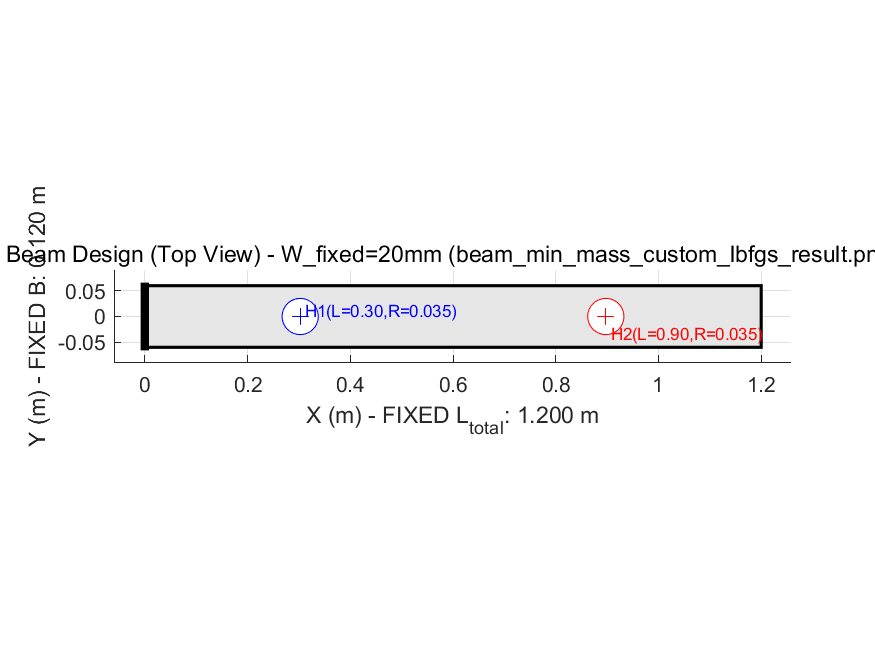 Beam Design (Top View) - W_fixed=20mm (beam_min_mass_custom_lbfgs_result.pn
Y (m) - FIXED B: 0.120 m
0.05
0
-0.05
H1(L=0.30,R=0.035)
H2(L=0.90,R=0.035)
0 0.2 0.4 0.6 0.8 1 1.2
X (m) - FIXED Ltotal: 1.200 m